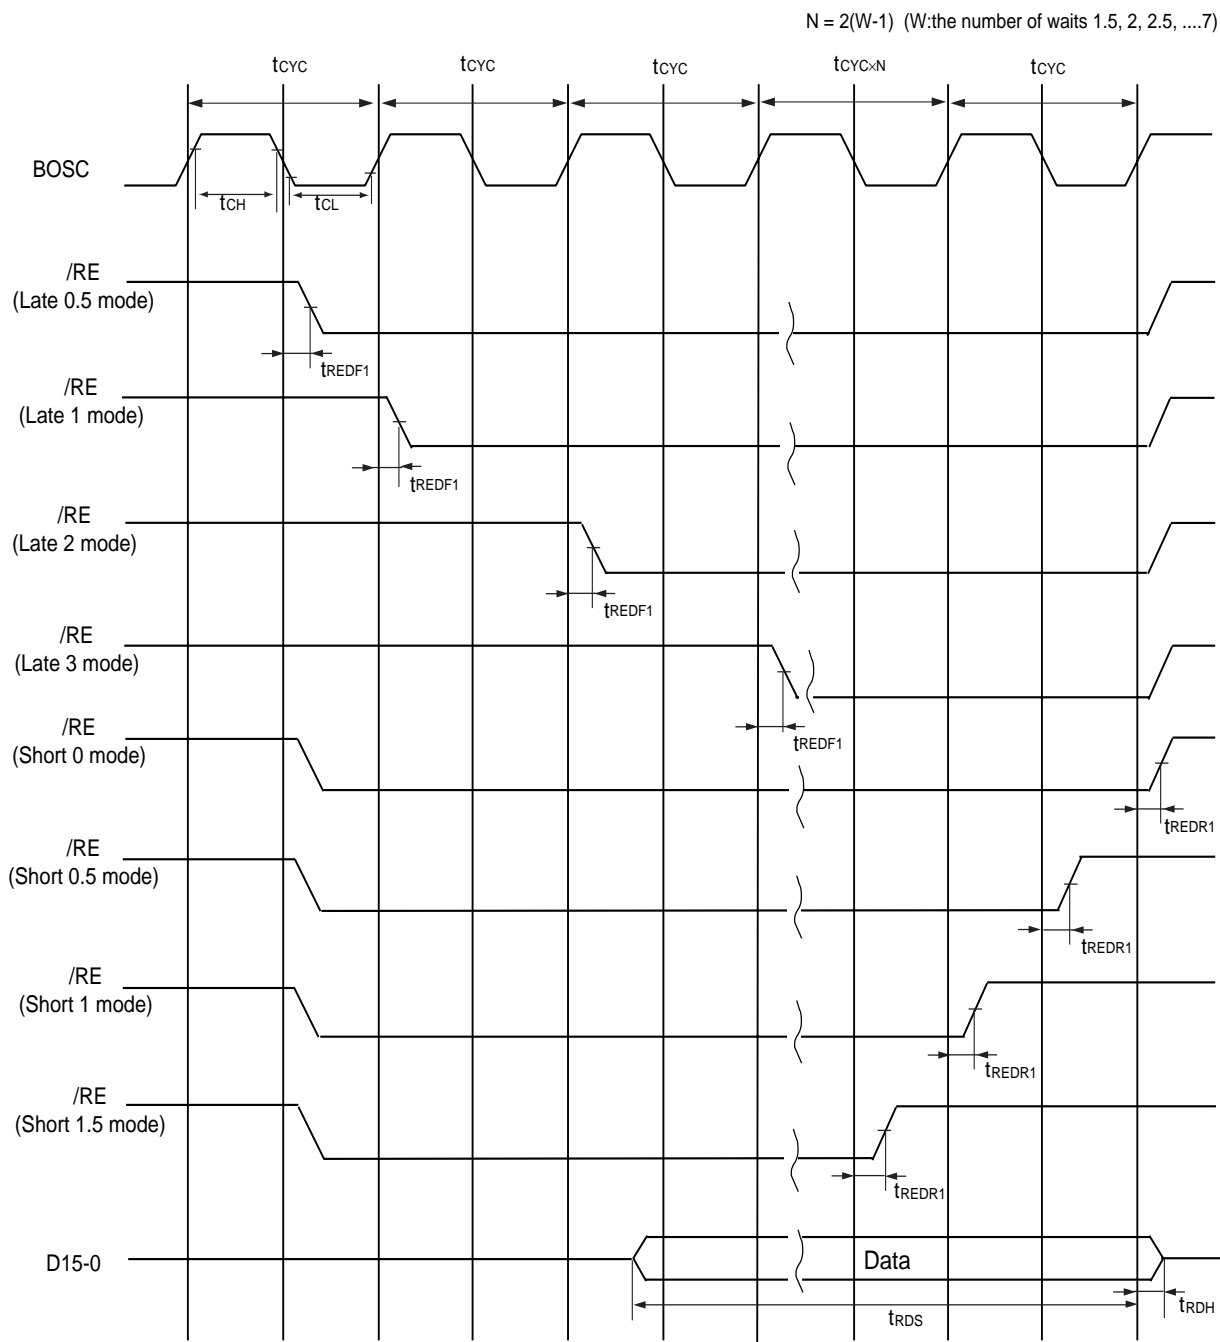 N = 2(W-1) (W:the number of waits 1.5, 2, 2.5, ....7)
tCYC tCYC tCYC tCYC×N tCYC
BOSC
tCH tCL
/RE
(Late 0.5 mode)
tREDF1
/RE
(Late 1 mode)
tREDF1
/RE
(Late 2 mode)
tREDF1
/RE
(Late 3 mode)
tREDF1
/RE
(Short 0 mode)
tREDR1
/RE
(Short 0.5 mode)
tREDR1
/RE
(Short 1 mode)
tREDR1
/RE
(Short 1.5 mode)
tREDR1
D15-0
Data
tRDS
tRDH